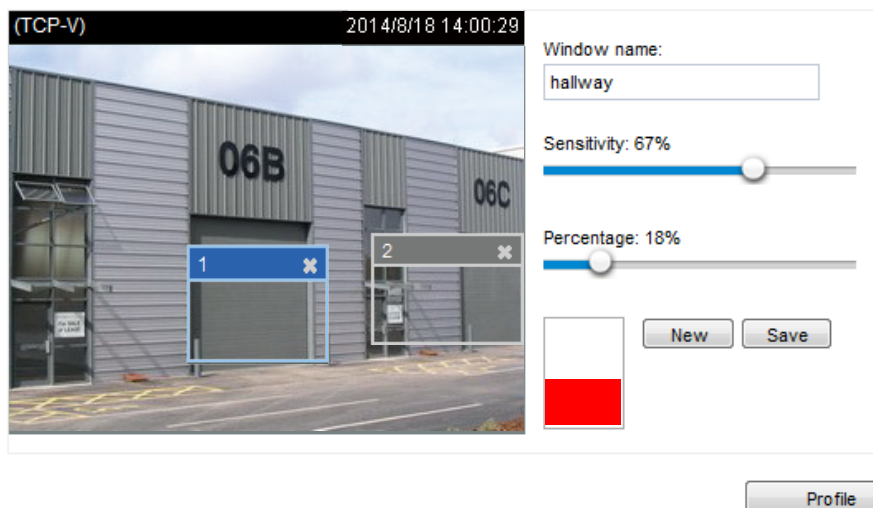 (TCP-V) 2014/8/18 14:00:29
Window name:
hallway
Sensitivity: 67%
Percentage: 18%
06B
06C
1
2
New Save
Profile